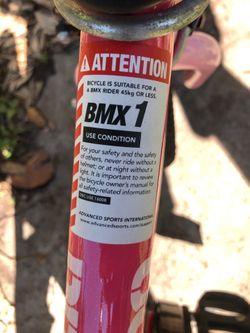 ATTENTION
BICYCLE IS SUITABLE FOR A
A BMX RIDER 45kg OR LESS.
BMX 1
USE CONDITION
For your safety and the safety
of others, never ride without a
helmet; or at night without a
light. It is important to review
the bicycle owner's manual for
all safety-related information.
ADVANCED SPORTS INTERNATIONAL
www.advancedsports.com/support